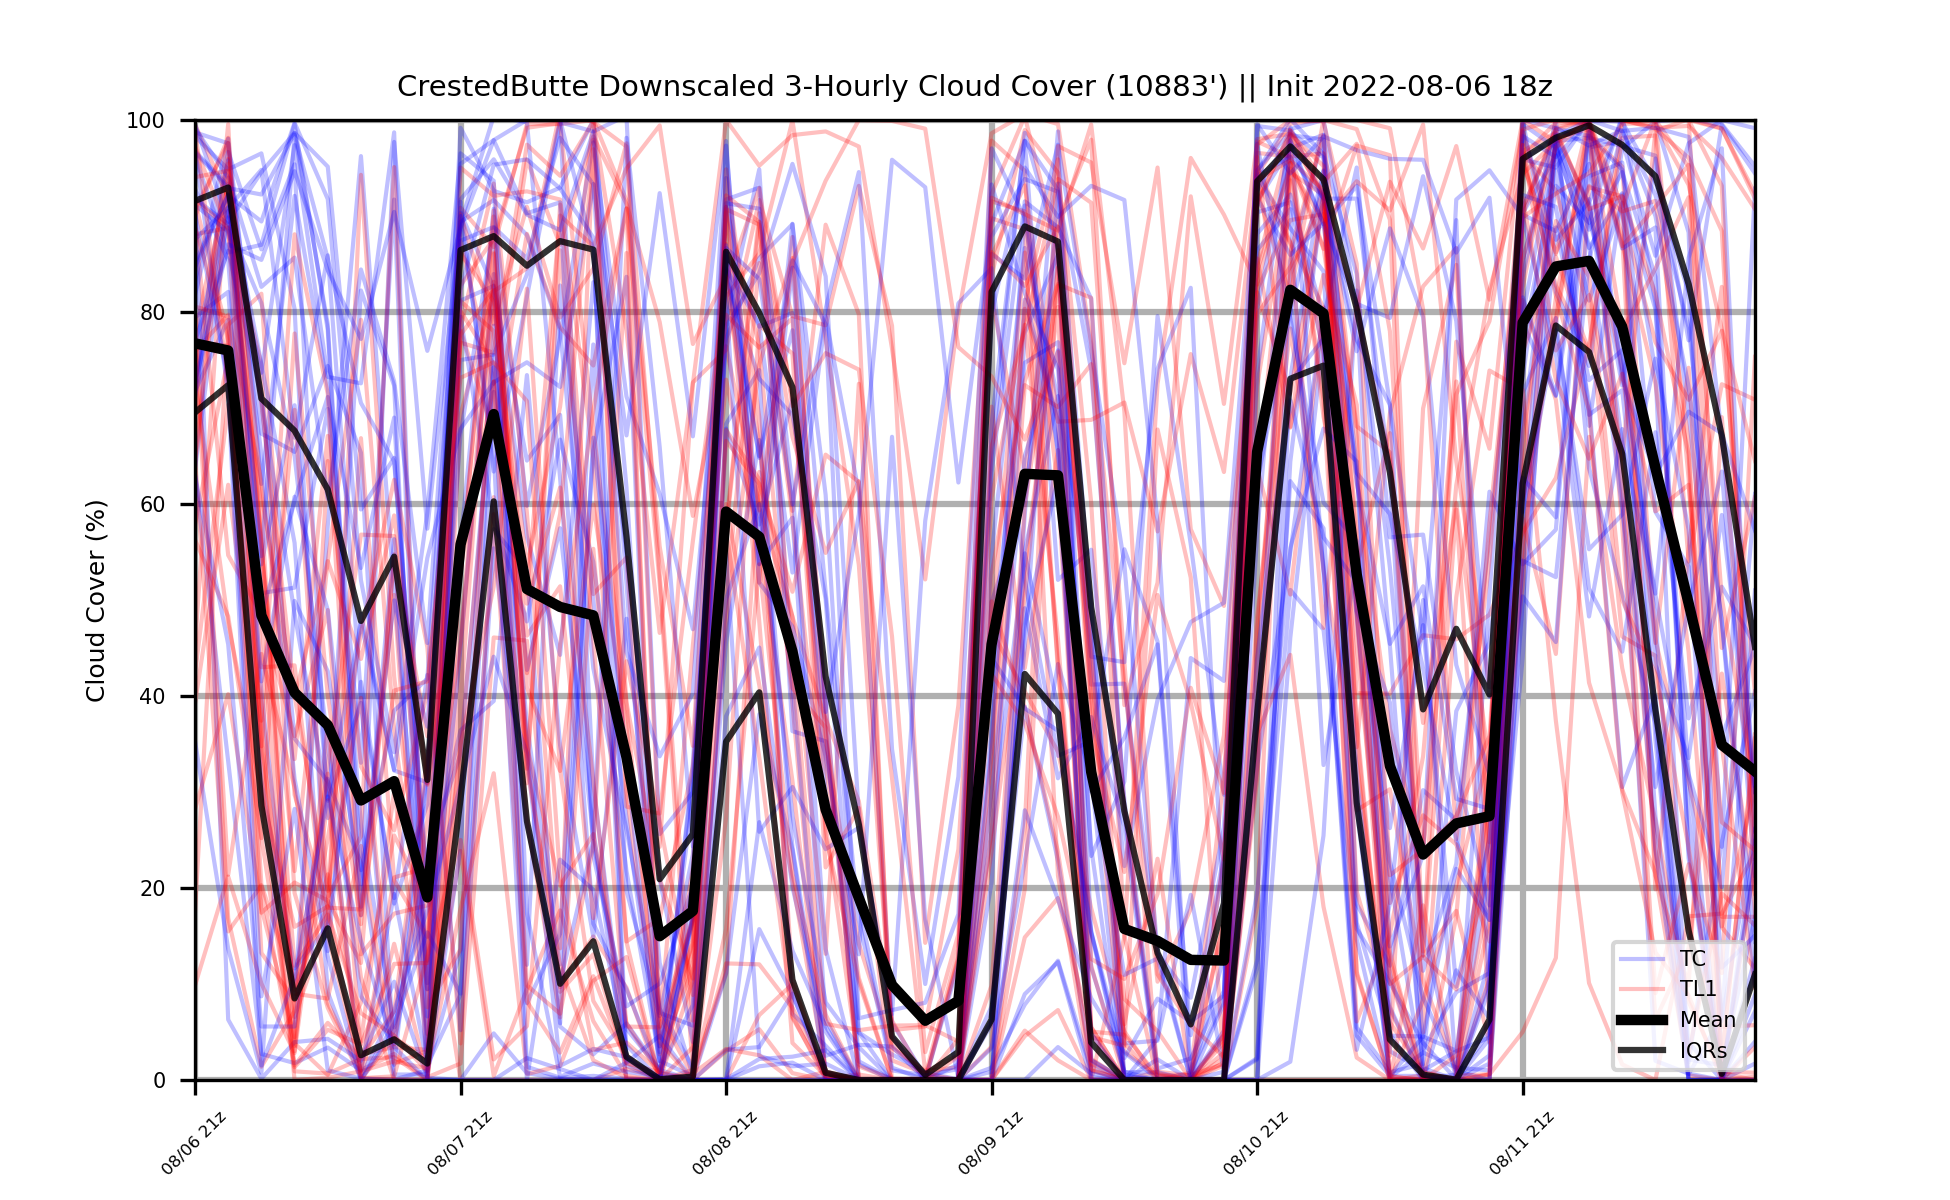 CrestedButte Downscaled 3-Hourly Cloud Cover (10883') || Init 2022-08-06 18z
100
80
60
40
20
0
Cloud Cover (%)
TC
TL1
Mean
IQRs
08/06 21z
08/07 21z
08/08 21z
08/09 21z
08/10 21z
08/11 21z